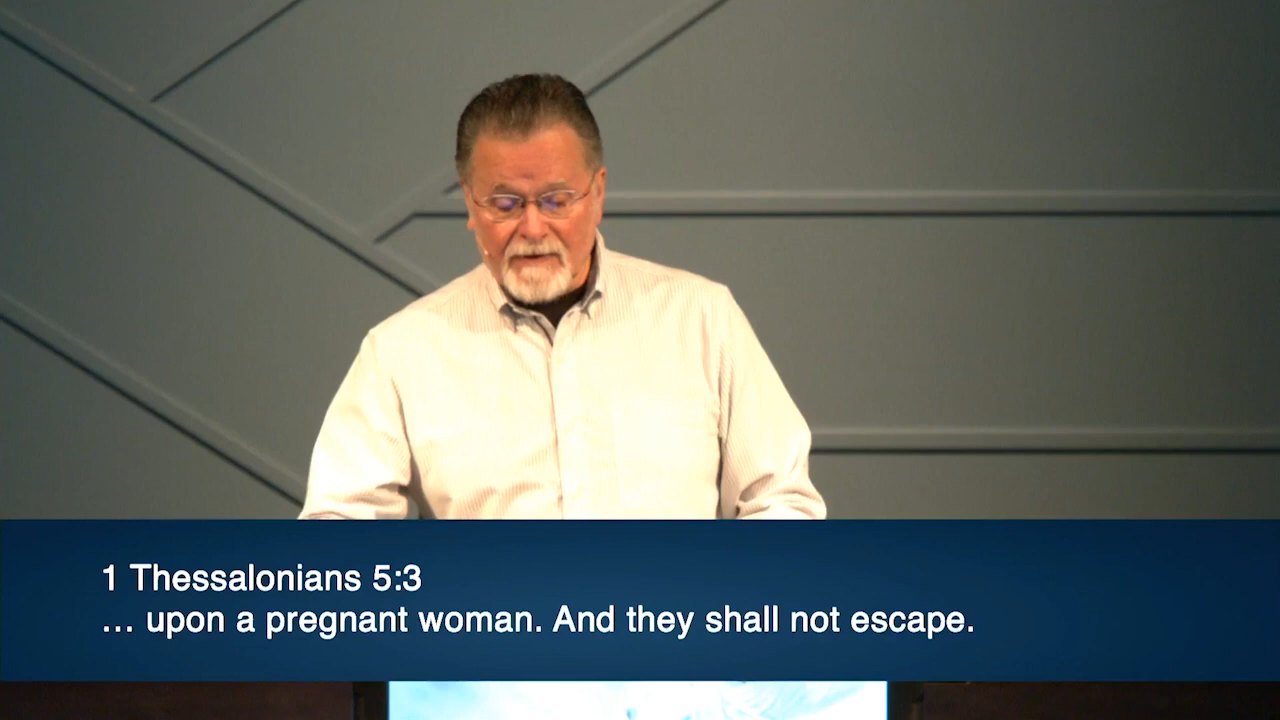 1 Thessalonians 5:3
... upon a pregnant woman. And they shall not escape.